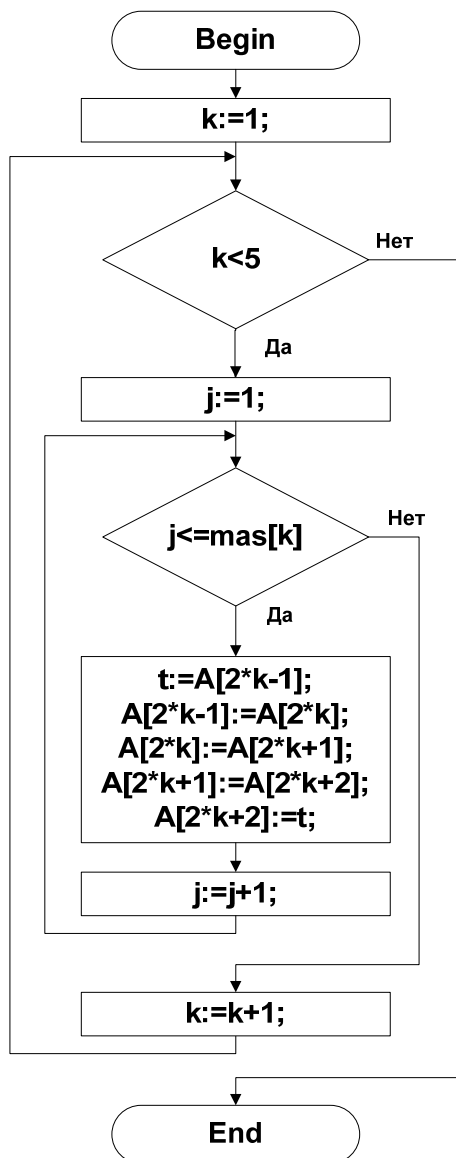 Begin
k:=1;
k<5
Нет
Да
j:=1;
j<=mas[k]
Нет
Да
t:=A[2*k-1];
A[2*k-1]:=A[2*k];
A[2*k]:=A[2*k+1];
A[2*k+1]:=A[2*k+2];
A[2*k+2]:=t;
j:=j+1;
k:=k+1;
End